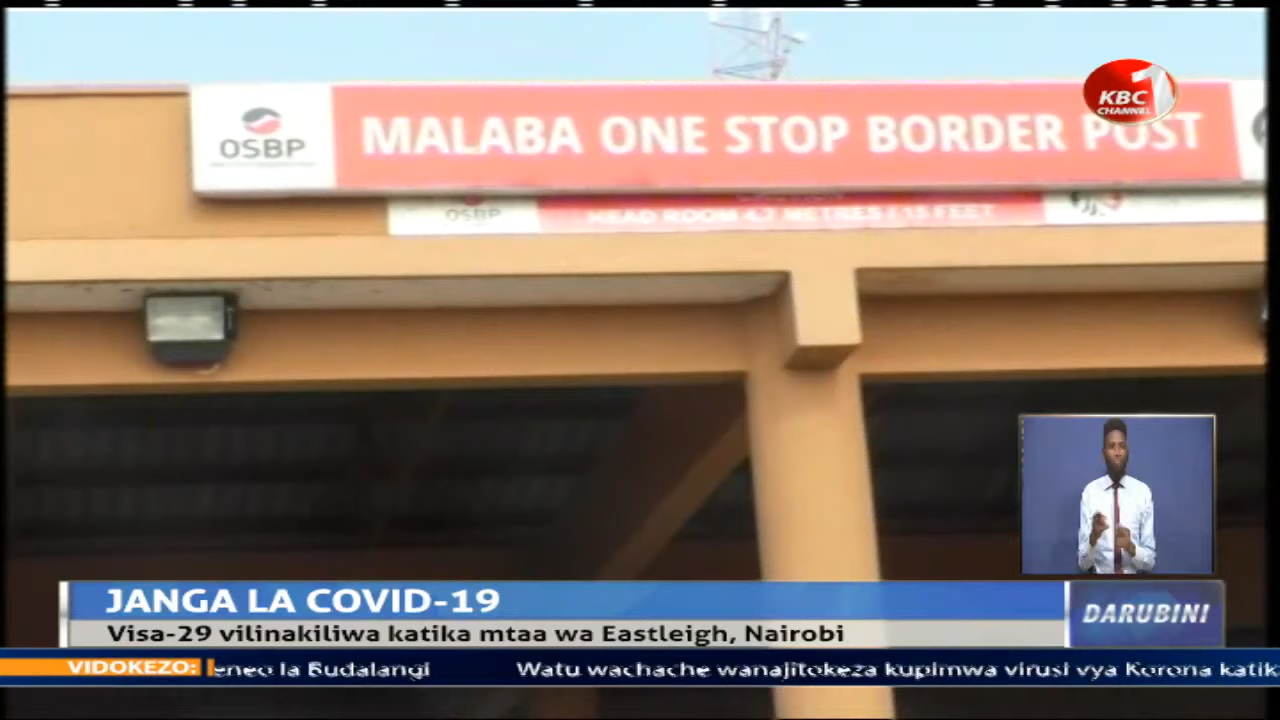 KBC 1
CHANNEL
OSBP
MALABA ONE STOP BORDER POST
OSBP
HEAD ROOM 4.7 METRES / 15 FEET
JANGA LA COVID-19
Visa-29 vilinakiliwa katika mtaa wa Eastleigh, Nairobi
DARUBINI
VIDOKEZO:
eneo la Budalangi
Watu wachache wanajitokeza kupimwa virusi vya Korona katik